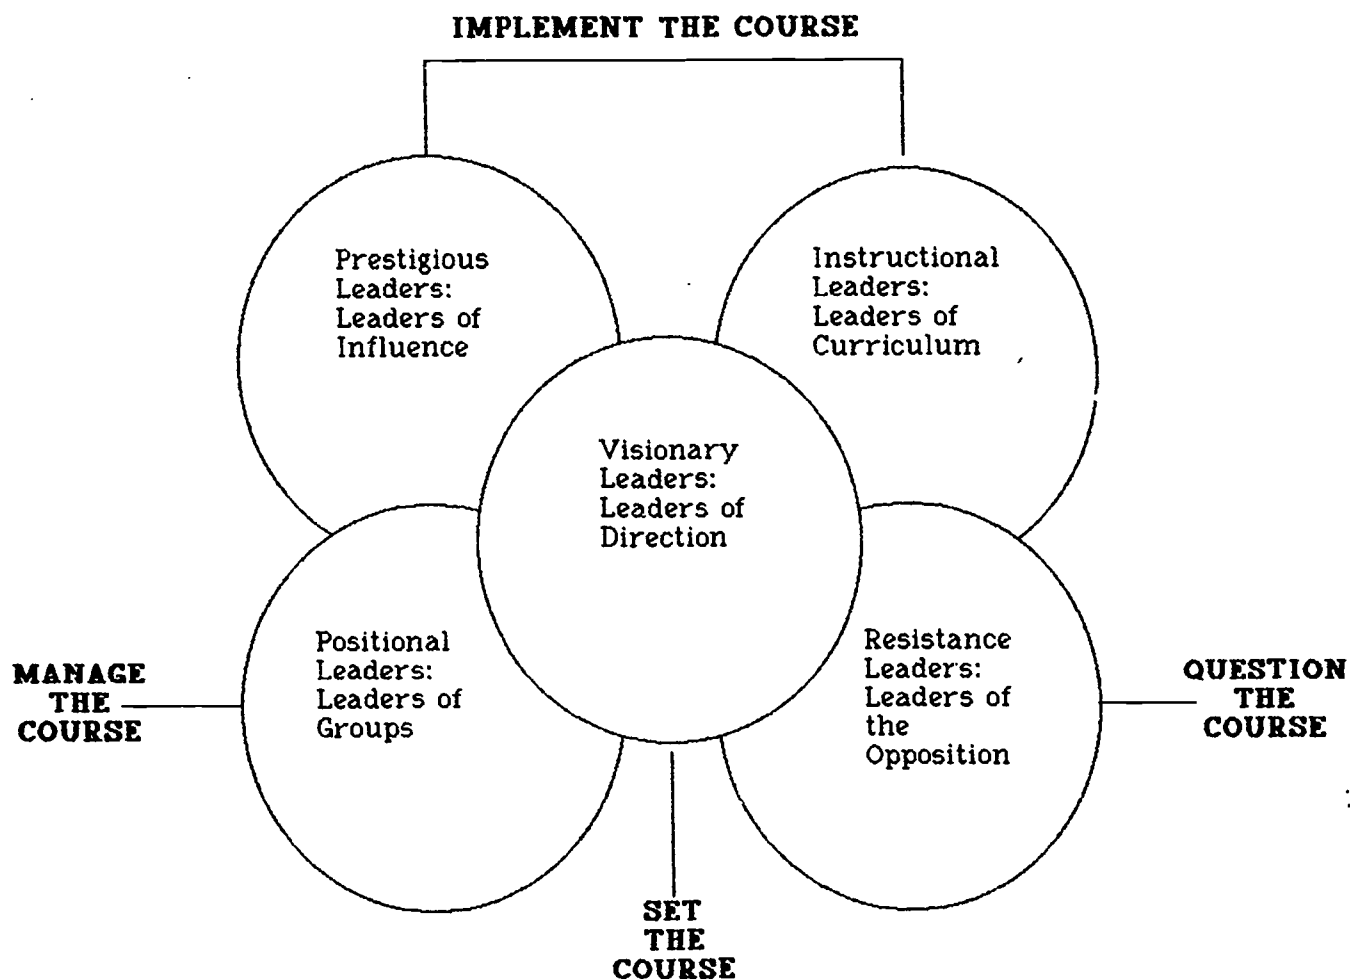 IMPLEMENT THE COURSE
Prestigious
Leaders:
Leaders of
Influence
Instructional
Leaders:
Leaders of
Curriculum
Visionary
Leaders:
Leaders of
Direction
Positional
Leaders:
Leaders of
Groups
Resistance
Leaders:
Leaders of
the
Opposition
MANAGE
THE
COURSE
QUESTION
THE
COURSE
SET
THE
COURSE